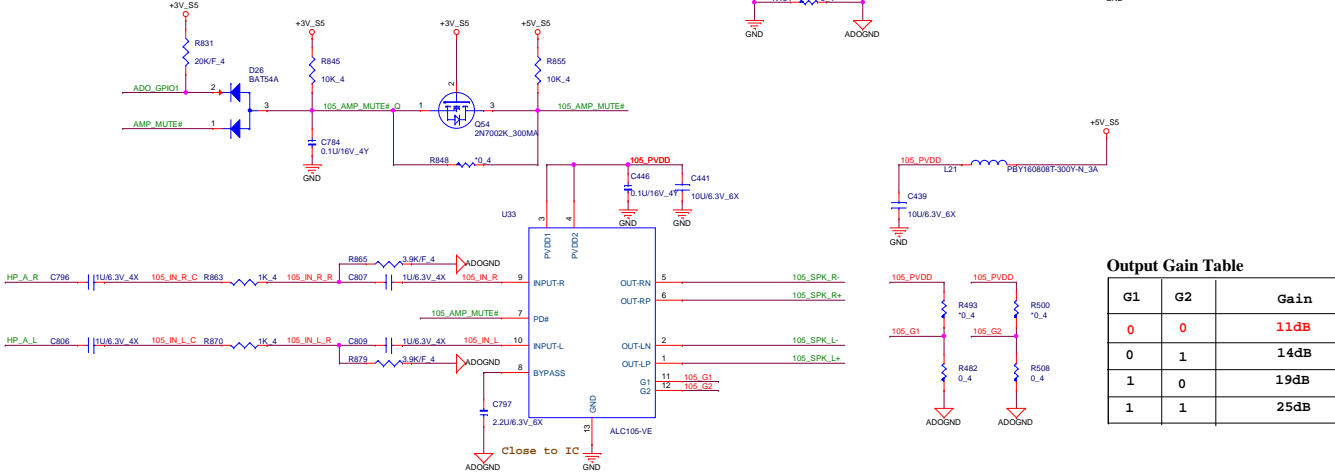 +3V_S5
R831
20K/F_4
ADO_GPIO1
2
D26
BAT54A
AMP_MUTE#
1
3
+3V_S5
R845
10K_4
105_AMP_MUTE#_Q
C784
0.1U/16V_4Y
GND
+3V_S5
2
1
3
Q54
2N7002K_300MA
+5V_S5
R855
10K_4
105_AMP_MUTE#
R848
*0_4
GND
ADOGND
GND
105_PVDD
C446
0.1U/16V_4Y
GND
C441
10U/6.3V_6X
GND
+5V_S5
105_PVDD
L21
PBY160808T-300Y-N_3A
C439
10U/6.3V_6X
GND
U33
3
4
PVDD1
PVDD2
HP_A_R
C796
1U/6.3V_4X
105_IN_R_C
R863
1K_4
105_IN_R_R
R865
3.9K/F_4
ADOGND
C807
1U/6.3V_4X
105_IN_R
9
INPUT-R
105_AMP_MUTE#
7
PD#
HP_A_L
C806
1U/6.3V_4X
105_IN_L_C
R870
1K_4
105_IN_L_R
C809
1U/6.3V_4X
105_IN_L
10
INPUT-L
R879
3.9K/F_4
ADOGND
8
BYPASS
C797
2.2U/6.3V_6X
ADOGND
Close to IC
GND
13
GND
ALC105-VE
OUT-RN
5
105_SPK_R-
OUT-RP
6
105_SPK_R+
OUT-LN
2
105_SPK_L-
OUT-LP
1
105_SPK_L+
G1
11
105_G1
G2
12
105_G2
105_PVDD
R493
*0_4
105_G1
R482
0_4
ADOGND
105_PVDD
R500
*0_4
105_G2
R508
0_4
ADOGND
Output Gain Table
G1 G2 Gain
0 0 11dB
0 1 14dB
1 0 19dB
1 1 25dB